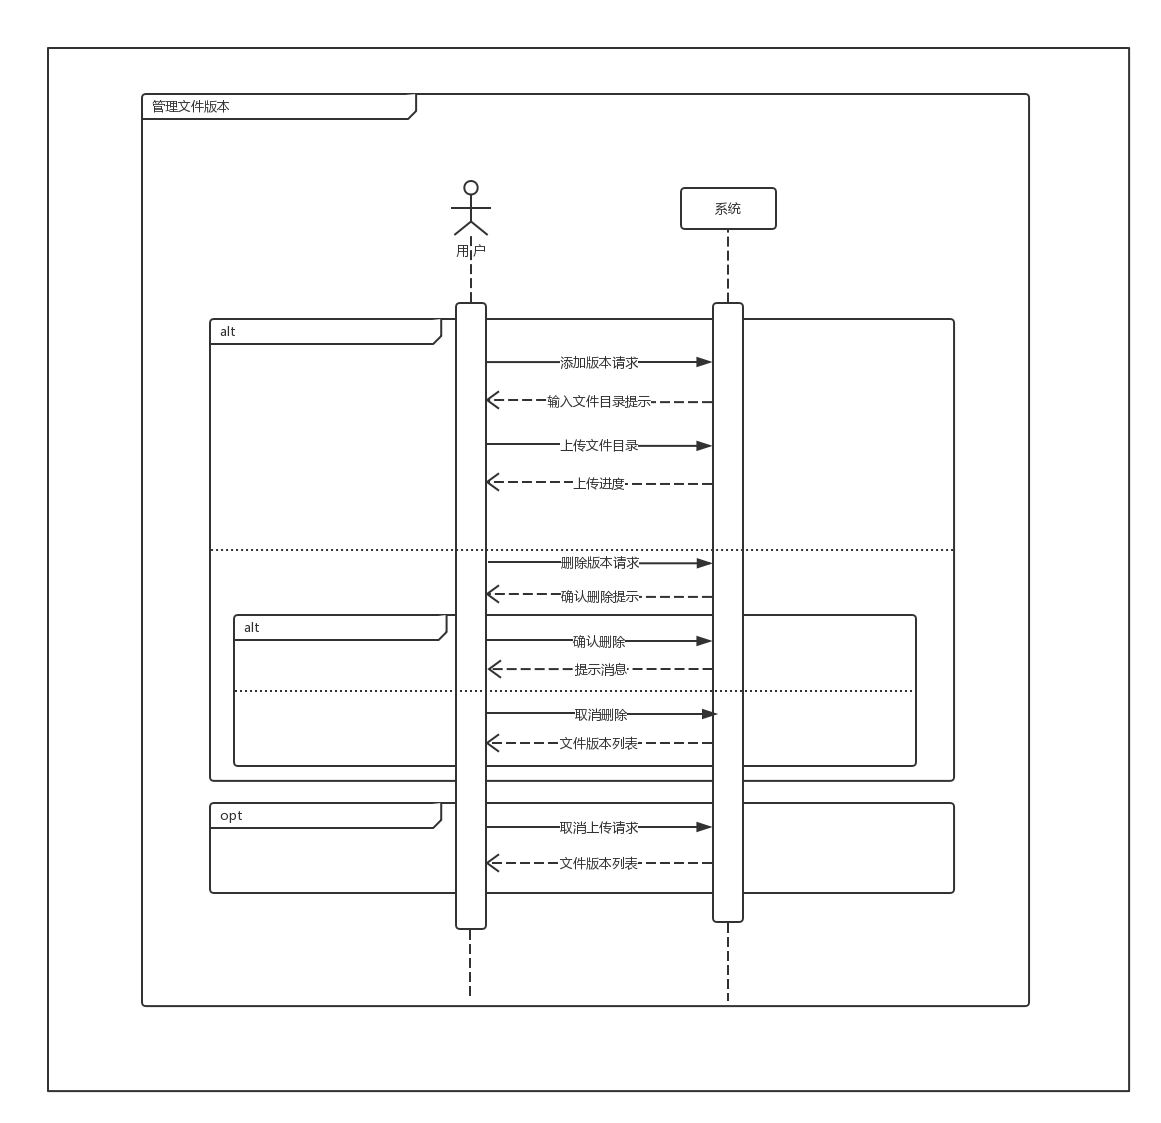 管理文件版本
系统
用户
alt
添加版本请求
输入文件目录提示
上传文件目录
上传进度
删除版本请求
确认删除提示
alt
确认删除
提示消息
取消删除
文件版本列表
opt
取消上传请求
文件版本列表